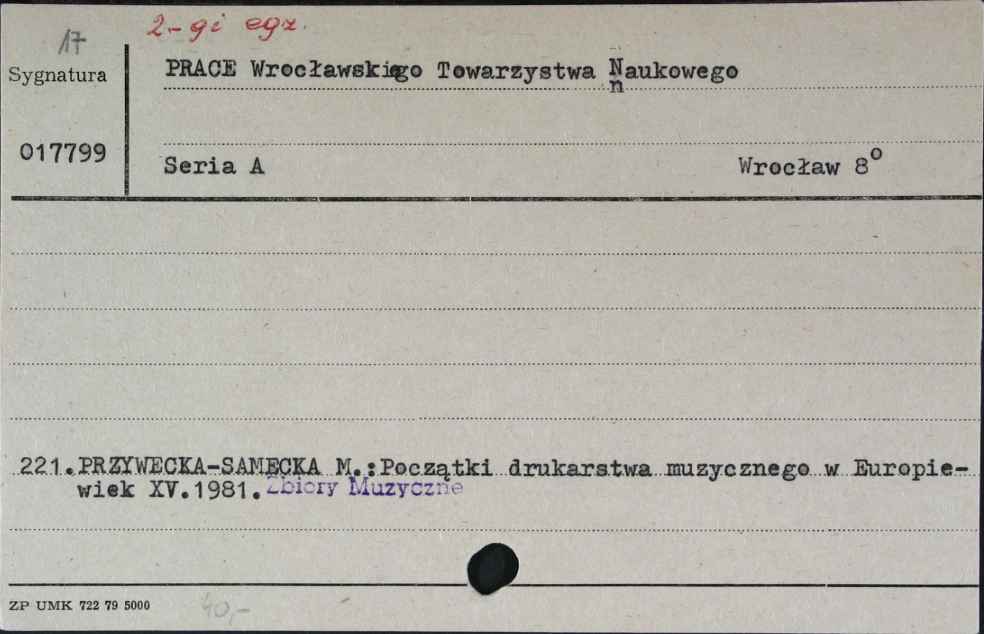 2-gi egz.
17
Sygnatura
PRACE Wrocławskiego Towarzystwa Naukowego
017799
Seria A Wrocław 8°
221.PRZYWECKA-SAMECKA M.:Początki drukarstwa muzycznego w Europie-
wiek XV.1981. Zbiory Muzyczne
ZP UMK 722 79 5000
40,-